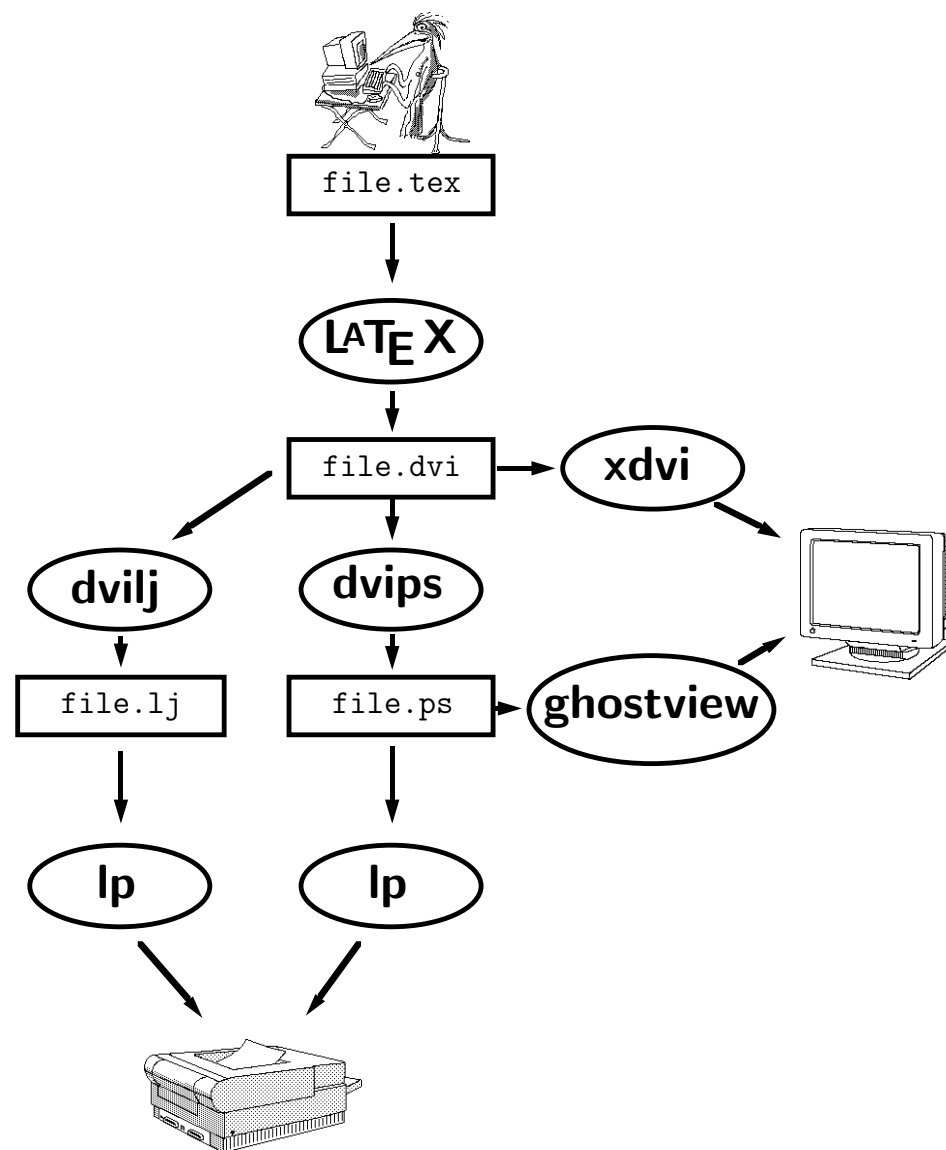 file.tex
LATEX
file.dvi
xdvi
dvilj
dvips
file.lj
file.ps
ghostview
lp
lp